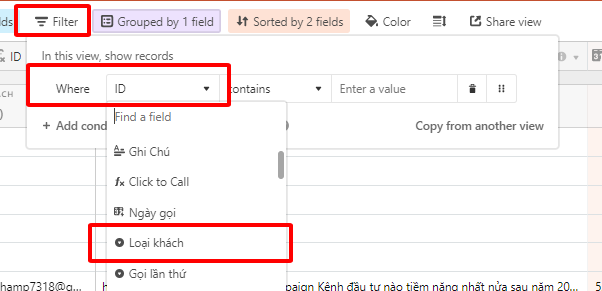 lds Filter Grouped by 1 field Sorted by 2 fields Color Share view
ID
In this view, show records
ACH
Where ID contains Enter a value
Find a field
+ Add cond Copy from another view
Ghi Chú
Click to Call
Ngày gọi
Loại khách
Gọi lần thứ
hamp7318@g... h paign Kênh đầu tư nào tiềm năng nhất nửa sau năm 20... 5